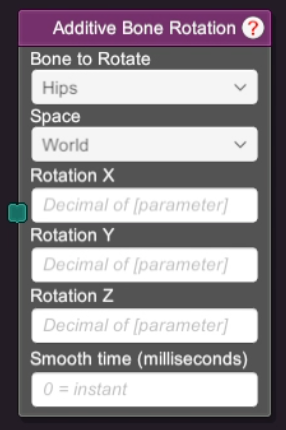 Additive Bone Rotation ?
Bone to Rotate
Hips
Space
World
Rotation X
Decimal of [parameter]
Rotation Y
Decimal of [parameter]
Rotation Z
Decimal of [parameter]
Smooth time (milliseconds)
0 = instant